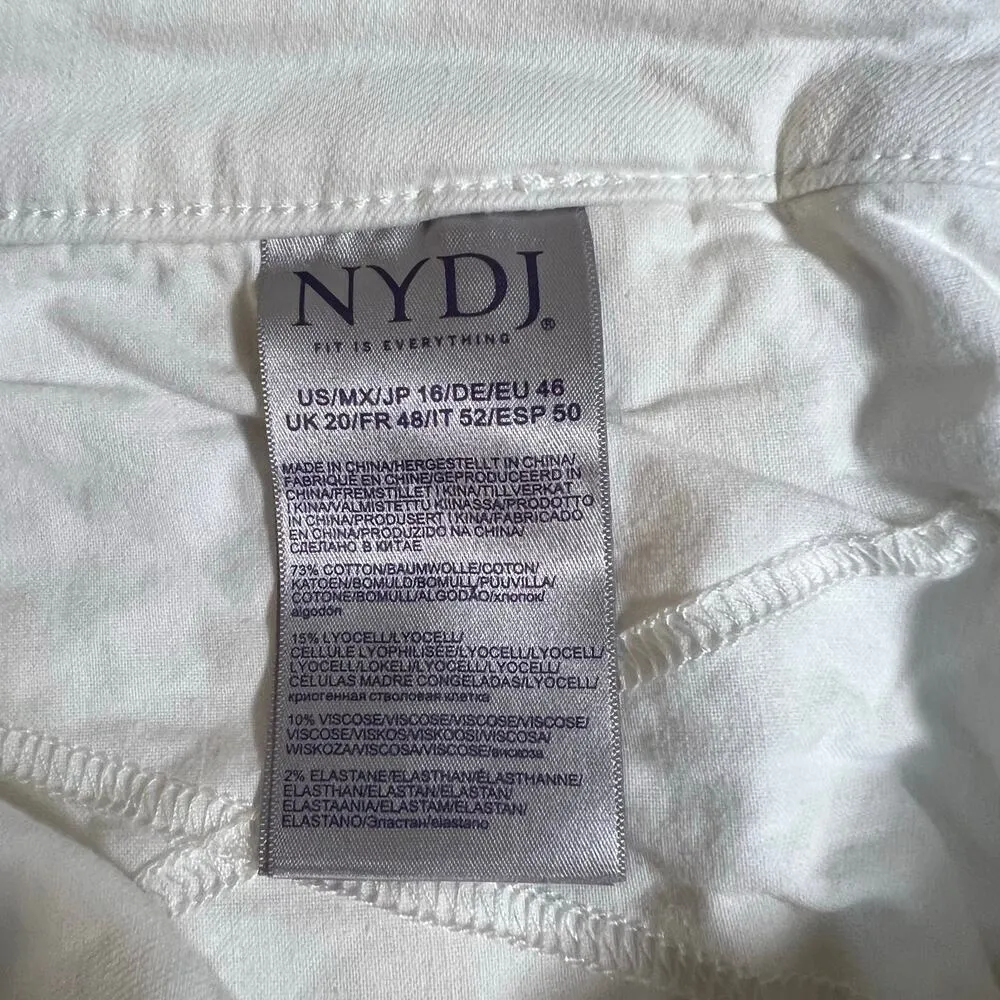 NYDJ®
FIT IS EVERYTHING
US/MX/JP 16/DE/EU 46
UK 20/FR 48/IT 52/ESP 50
MADE IN CHINA/HERGESTELLT IN CHINA/
FABRIQUÉ EN CHINE/GEPRODUCEERD IN
CHINA/FREMSTILLET I KINA/TILLVERKAT
I KINA/VALMISTETTU KIINASSA/PRODOTTO
IN CHINA/PRODUSERT I KINA/FABRICADO
EN CHINA/PRODUZIDO NA CHINA/
СДЕЛАНО В КИТАЕ
73% COTTON/BAUMWOLLE/COTON/
KATOEN/BOMULD/BOMULL/PUUVILLA/
COTONE/BOMULL/ALGODÃO/хлопок/
algodón
15% LYOCELL/LYOCELL/
CELLULE LYOPHILISÉE/LYOCELL/LYOCELL/
LYOCELL/LOKELI/LYOCELL/LYOCELL/
CÉLULAS MADRE CONGELADAS/LYOCELL/
криогенная стволовая клетка
10% VISCOSE/VISCOSE/VISCOSE/VISCOSE/
VISCOSE/VISKOS/VISKOOSI/VISCOSA/
WISKOZA/VISCOSA/VISCOSE/вискоза
2% ELASTANE/ELASTHAN/ÉLASTHANNE/
ELASTHAN/ELASTAN/ELASTAN/
ELASTAANIA/ELASTAM/ELASTAN/
ELASTANO/Эластан/elastano